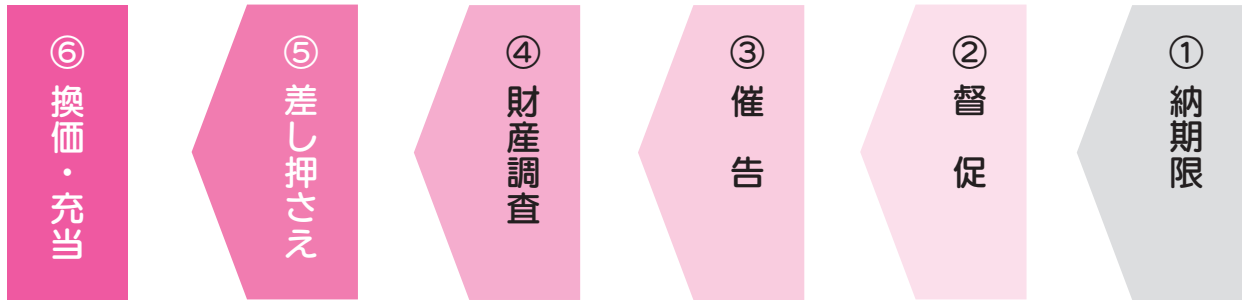 ① 納期限
② 督促
③ 催告
④ 財産調査
⑤ 差し押さえ
⑥ 換価・充当